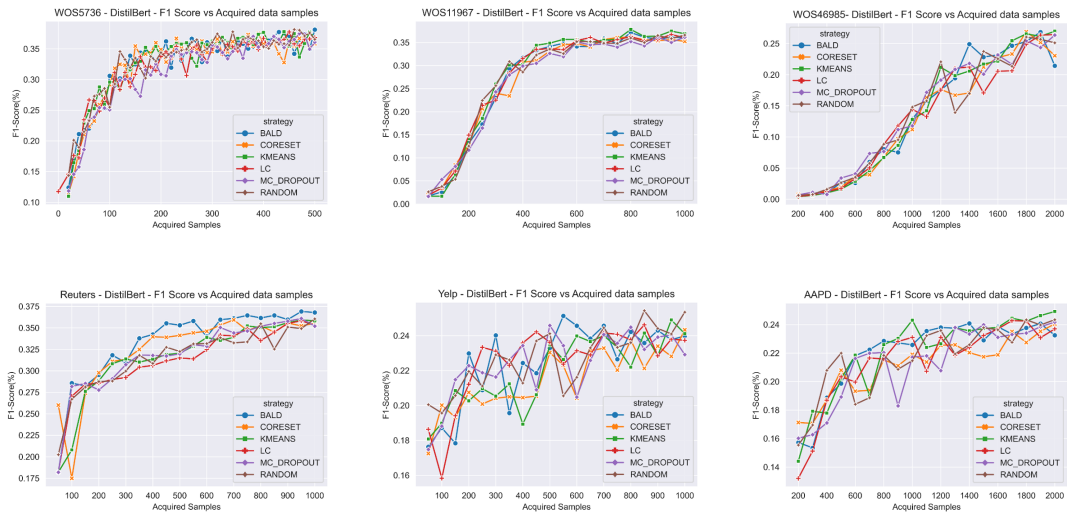 WOS5736 - DistilBert - F1 Score vs Acquired data samples
F1-Score(%)
0.35
0.30
0.25
0.20
0.15
0.10
strategy
BALD
CORESET
KMEANS
LC
MC_DROPOUT
RANDOM
0 100 200 300 400 500
Acquired Samples
WOS11967 - DistilBert - F1 Score vs Acquired data samples
F1-Score(%)
0.35
0.30
0.25
0.20
0.15
0.10
0.05
0.00
strategy
BALD
CORESET
KMEANS
LC
MC_DROPOUT
RANDOM
200 400 600 800 1000
Acquired Samples
WOS46985- DistilBert - F1 Score vs Acquired data samples
F1-Score(%)
0.25
0.20
0.15
0.10
0.05
0.00
strategy
BALD
CORESET
KMEANS
LC
MC_DROPOUT
RANDOM
200 400 600 800 1000 1200 1400 1600 1800 2000
Acquired Samples
Reuters - DistilBert - F1 Score vs Acquired data samples
F1-Score(%)
0.375
0.350
0.325
0.300
0.275
0.250
0.225
0.200
0.175
strategy
BALD
CORESET
KMEANS
LC
MC_DROPOUT
RANDOM
100 200 300 400 500 600 700 800 900 1000
Acquired Samples
Yelp - DistilBert - F1 Score vs Acquired data samples
F1-Score(%)
0.24
0.22
0.20
0.18
0.16
strategy
BALD
CORESET
KMEANS
LC
MC_DROPOUT
RANDOM
100 200 300 400 500 600 700 800 900 1000
Acquired Samples
AAPD - DistilBert - F1 Score vs Acquired data samples
F1-Score(%)
0.24
0.22
0.20
0.18
0.16
0.14
strategy
BALD
CORESET
KMEANS
LC
MC_DROPOUT
RANDOM
200 400 600 800 1000 1200 1400 1600 1800 2000
Acquired Samples